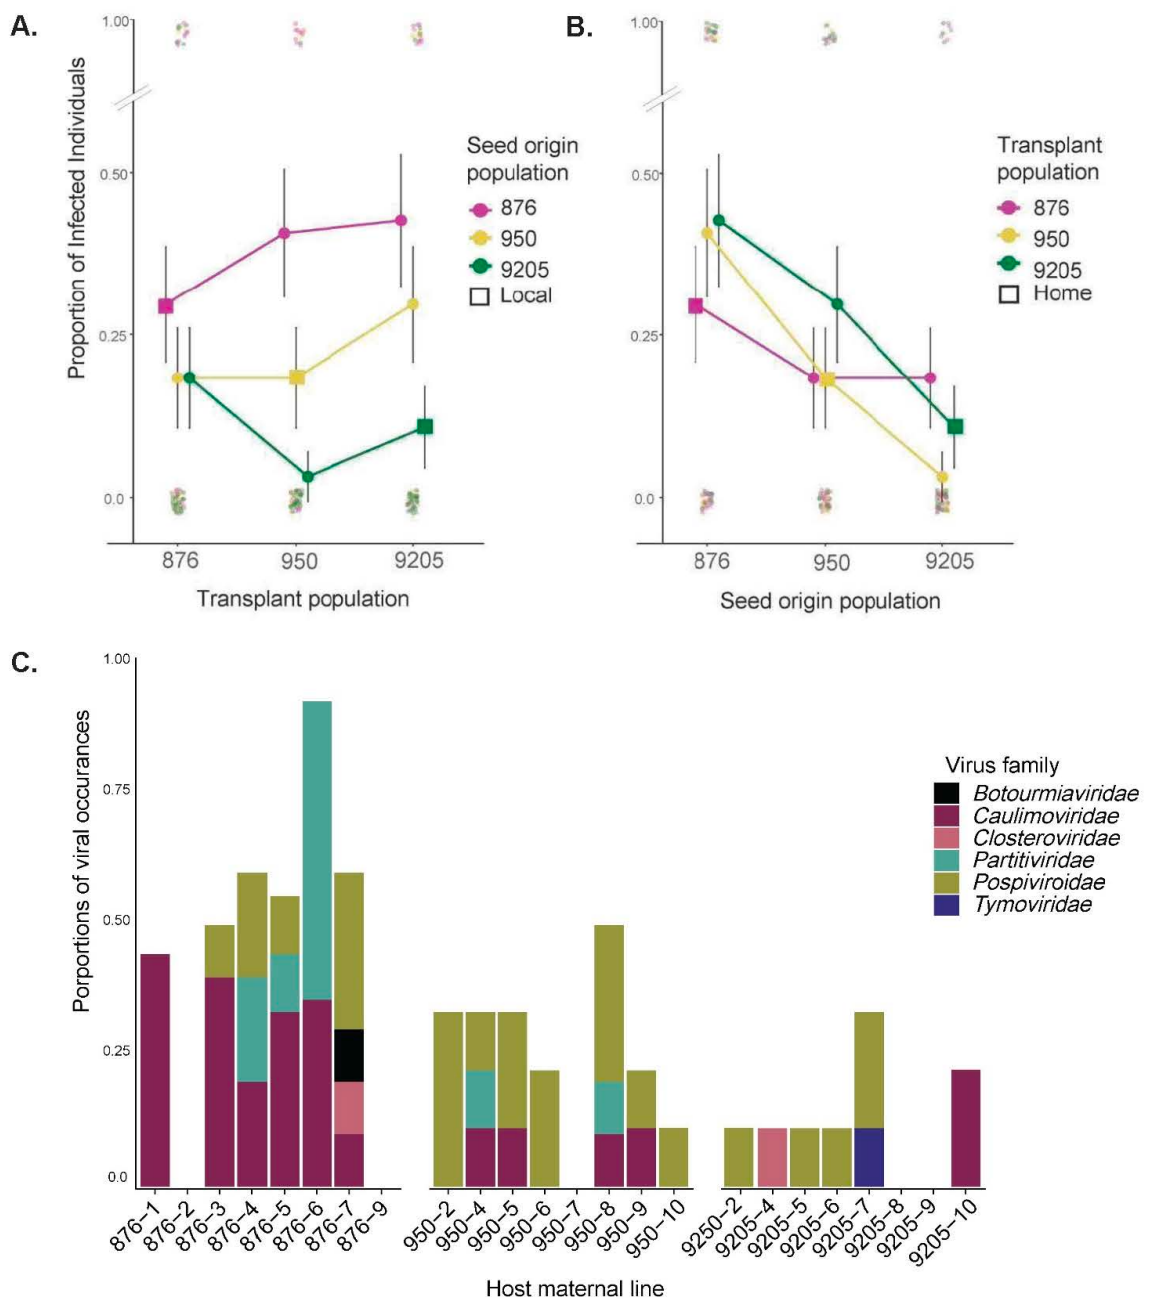 A.
1.00
0.50
0.25
0.0
Proportion of Infected Individuals
876
950
9205
Transplant population
Seed origin
population
876
950
9205
Local
B.
1.00
0.50
0.25
0.0
876
950
9205
Seed origin population
Transplant
population
876
950
9205
Home
C.
1.00
0.75
0.50
0.25
0.0
Porportions of viral occurances
876-1
876-2
876-3
876-4
876-5
876-6
876-7
876-9
950-2
950-4
950-5
950-6
950-7
950-8
950-9
950-10
9250-2
9205-4
9205-5
9205-6
9205-7
9205-8
9205-9
9205-10
Host maternal line
Virus family
Botourmiaviridae
Caulimoviridae
Closteroviridae
Partitiviridae
Pospiviroidae
Tymoviridae